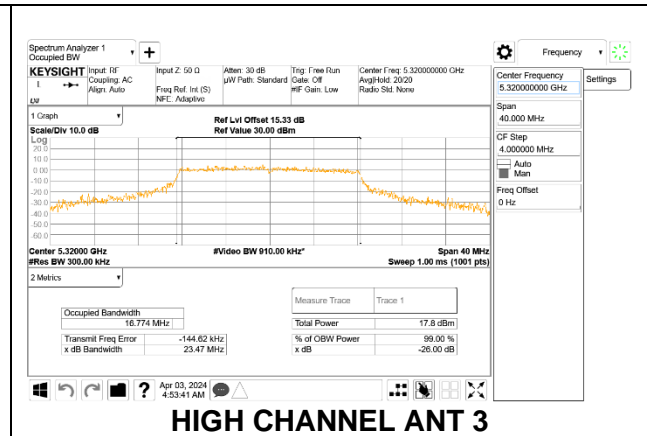 Spectrum Analyzer 1
Occupied BW
+
Frequency
KEYSIGHT
Input: RF
Coupling: AC
Align: Auto
Input Z: 50 Ω
Freq Ref: Int (S)
NFE: Adaptive
Atten: 30 dB
µW Path: Standard
Trig: Free Run
Gate: Off
#IF Gain: Low
Center Freq: 5.320000000 GHz
Avg|Hold: 20/20
Radio Std: None
Center Frequency
5.320000000 GHz
Settings
Span
40.000 MHz
CF Step
4.000000 MHz
Auto
Man
Freq Offset
0 Hz
1 Graph
Scale/Div 10.0 dB
Ref Lvl Offset 15.33 dB
Ref Value 30.00 dBm
Log
20.0
10.0
0.0
-10.0
-20.0
-30.0
-40.0
-50.0
-60.0
Center 5.32000 GHz
#Video BW 910.00 kHz*
Span 40 MHz
#Res BW 300.00 kHz
Sweep 1.00 ms (1001 pts)
2 Metrics
Measure Trace
Trace 1
Occupied Bandwidth
16.774 MHz
Total Power
17.8 dBm
Transmit Freq Error
-144.62 kHz
% of OBW Power
99.00 %
x dB Bandwidth
23.47 MHz
x dB
-26.00 dB
?
Apr 03, 2024
4:53:41 AM
HIGH CHANNEL ANT 3